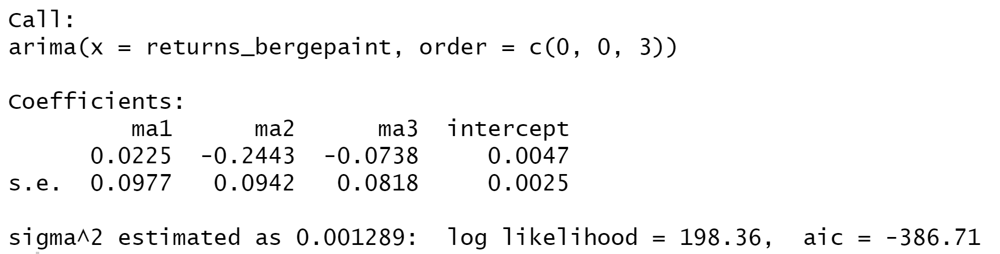 Call:
arima(x = returns_bergepaint, order = c(0, 0, 3))
Coefficients:
ma1 ma2 ma3 intercept
0.0225 -0.2443 -0.0738 0.0047
s.e. 0.0977 0.0942 0.0818 0.0025
sigma^2 estimated as 0.001289: log likelihood = 198.36, aic = -386.71